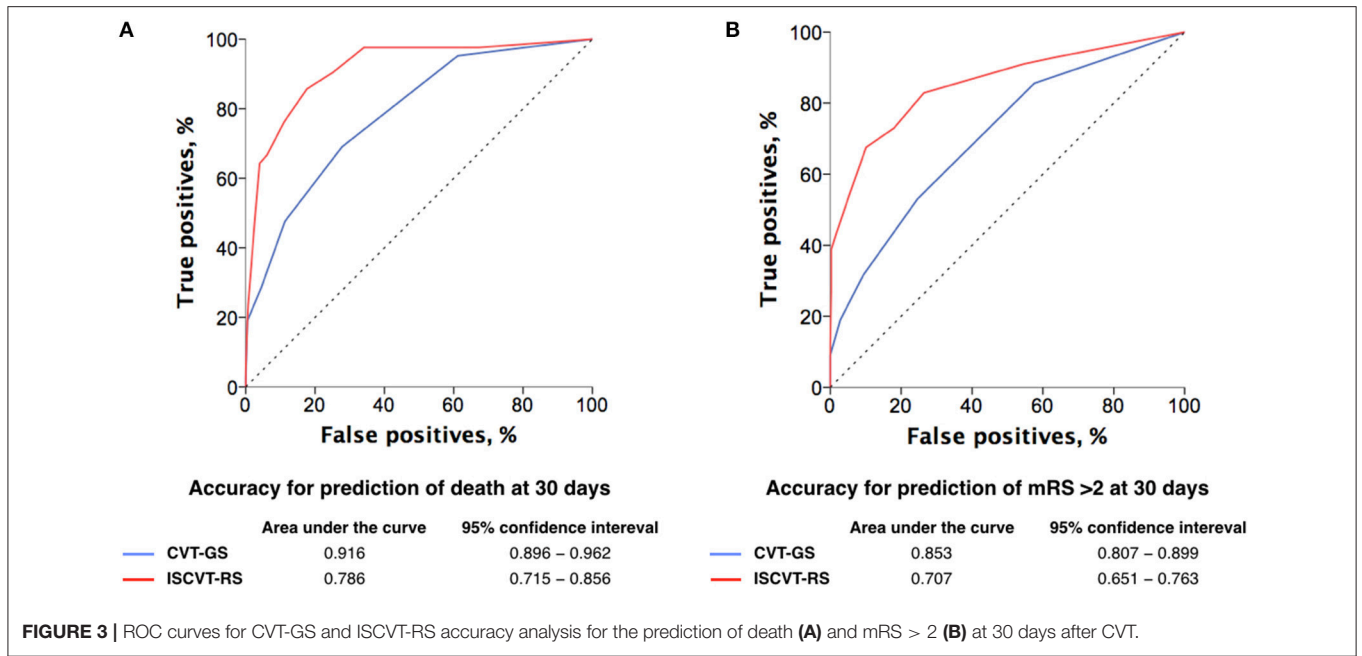 A
100
80
60
40
20
0
True positives, %
0 20 40 60 80 100
False positives, %
B
100
80
60
40
20
0
True positives, %
0 20 40 60 80 100
False positives, %
Accuracy for prediction of death at 30 days
Area under the curve 95% confidence intereval
CVT-GS 0.916 0.896 – 0.962
ISCVT-RS 0.786 0.715 – 0.856
Accuracy for prediction of mRS >2 at 30 days
Area under the curve 95% confidence intereval
CVT-GS 0.853 0.807 – 0.899
ISCVT-RS 0.707 0.651 – 0.763
FIGURE 3 | ROC curves for CVT-GS and ISCVT-RS accuracy analysis for the prediction of death (A) and mRS > 2 (B) at 30 days after CVT.